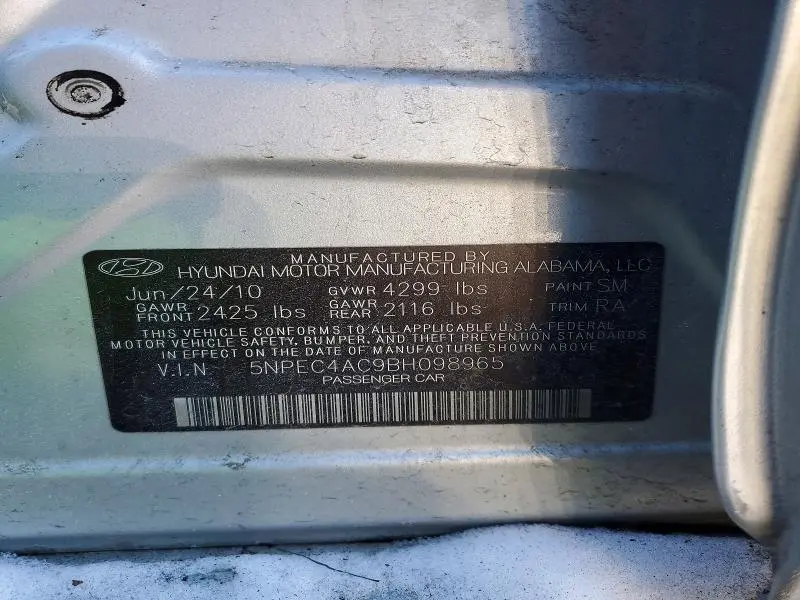 MANUFACTURED BY
HYUNDAI MOTOR MANUFACTURING ALABAMA, LLC
Jun/24/10 GVWR 4299 lbs PAINT SM
GAWR FRONT 2425 lbs GAWR REAR 2116 lbs TRIM RA
THIS VEHICLE CONFORMS TO ALL APPLICABLE U.S.A. FEDERAL
MOTOR VEHICLE SAFETY, BUMPER, AND THEFT PREVENTION STANDARDS
IN EFFECT ON THE DATE OF MANUFACTURE SHOWN ABOVE
V.I.N 5NPEC4AC9BH098965
PASSENGER CAR